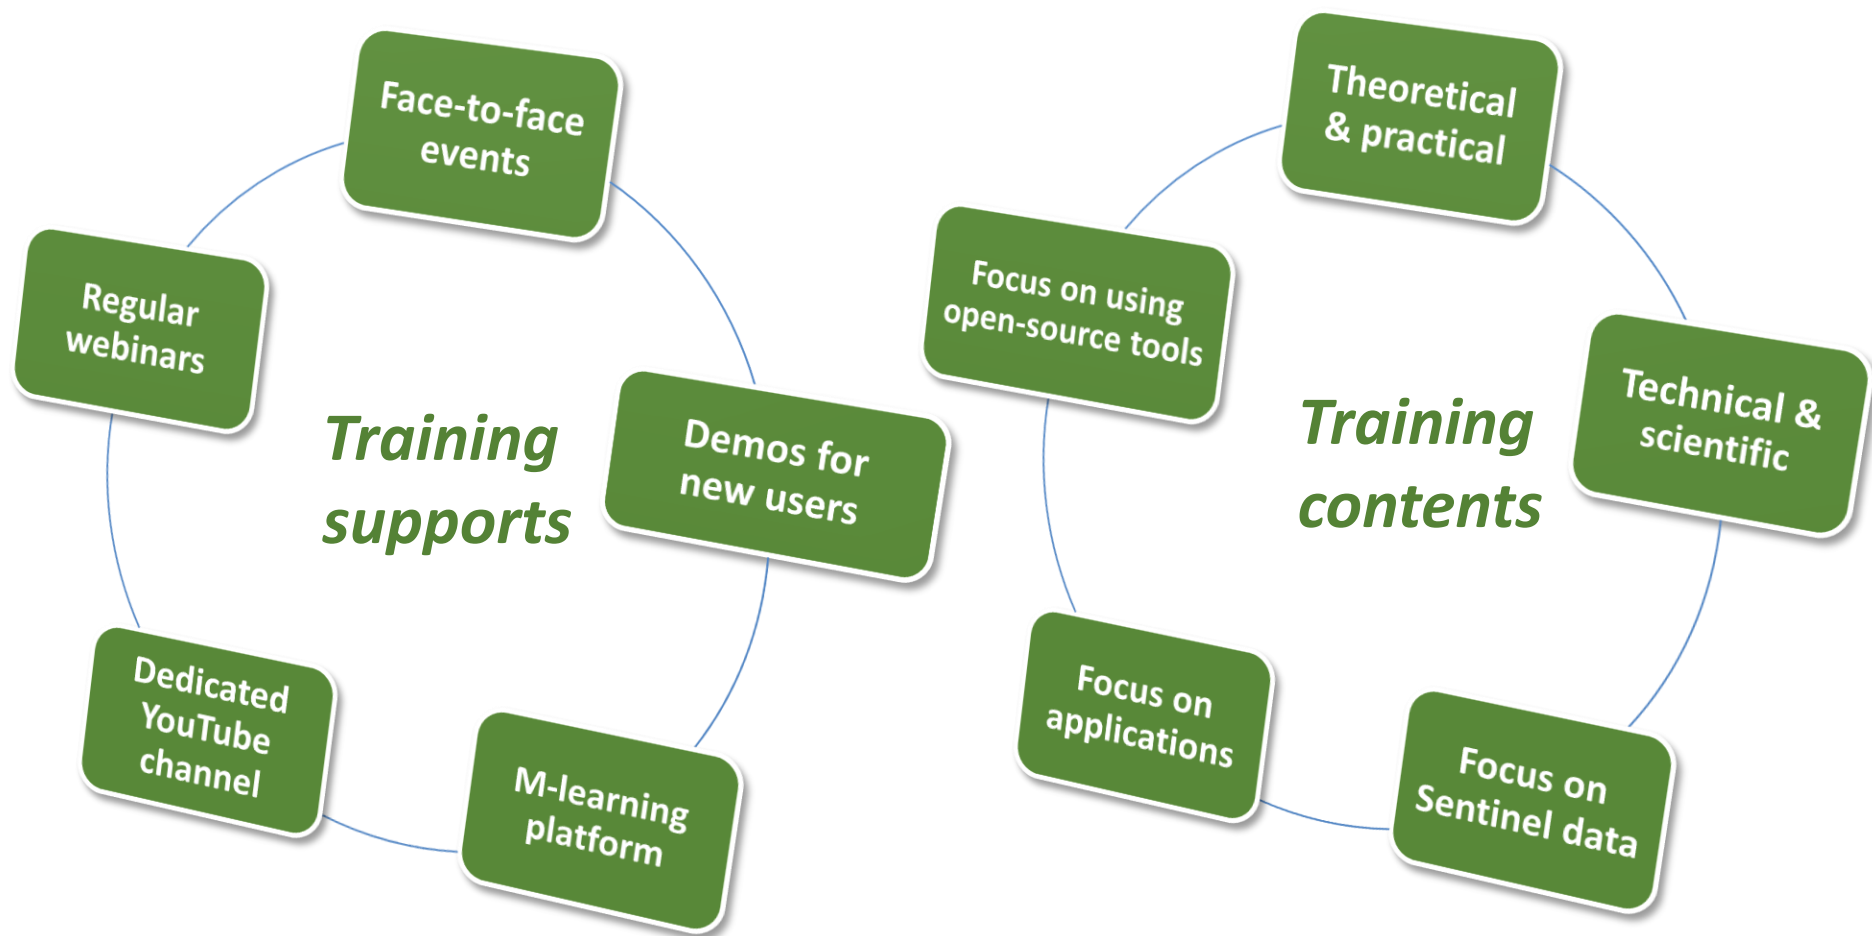 Face-to-face
events
Regular
webinars
Training
supports
Demos for
new users
Dedicated
YouTube
channel
M-learning
platform
Theoretical
& practical
Focus on using
open-source tools
Training
contents
Technical &
scientific
Focus on
applications
Focus on
Sentinel data